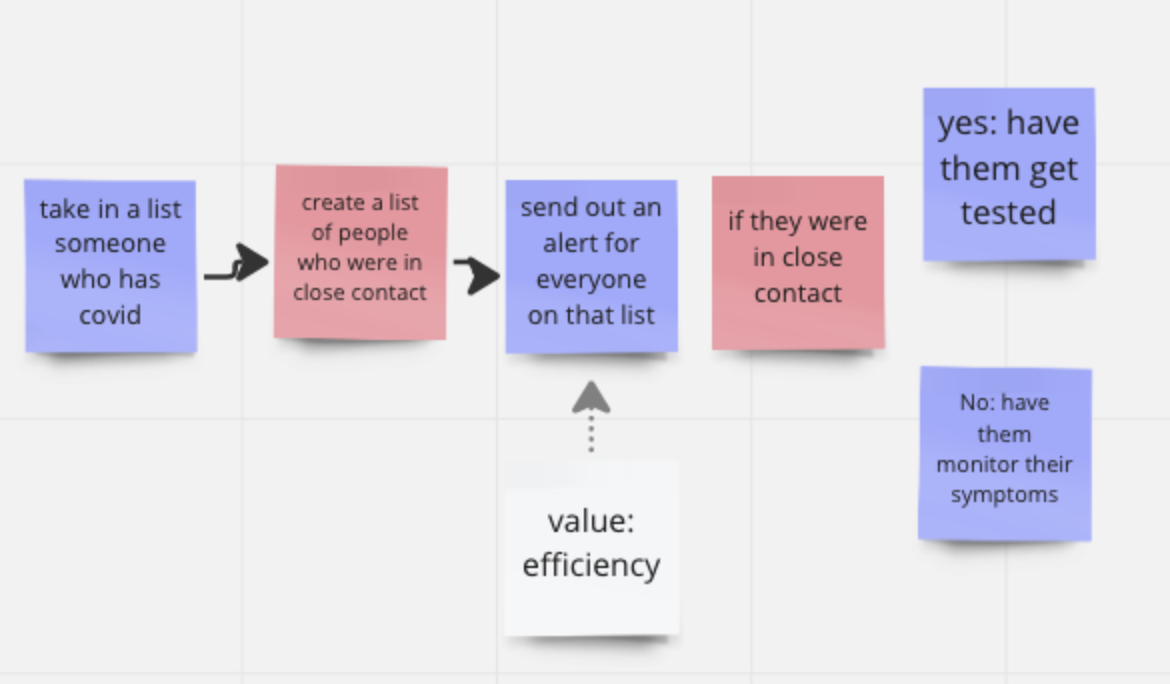 take in a list
someone
who has
covid
create a list
of people
who were in
close contact
send out an
alert for
everyone
on that list
if they were
in close
contact
yes: have
them get
tested
No: have
them
monitor their
symptoms
value:
efficiency